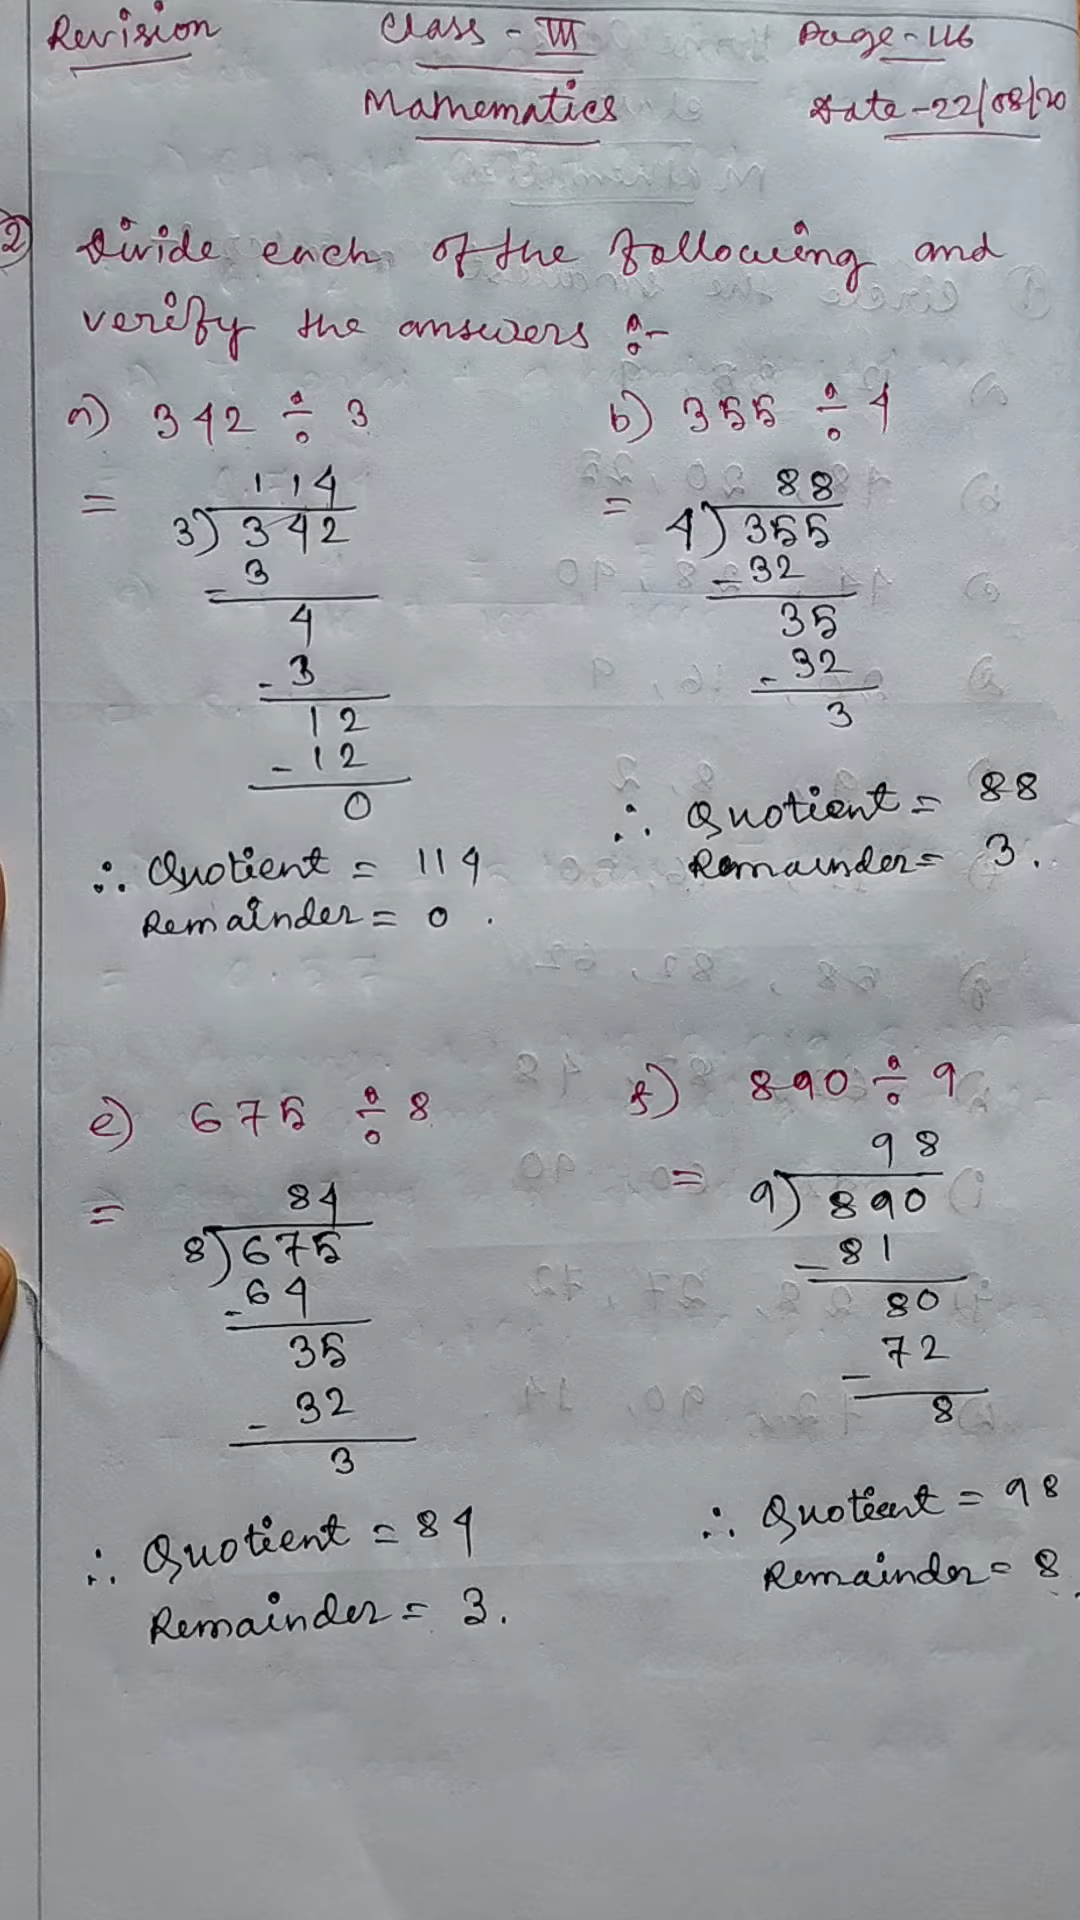 Revision
Class - III
Page-116
Mathematics
Date-22/08/20
2) Divide each of the following and
verify the answers :-
a) 342 ÷ 3
=
114
3) 342
- 3
4
- 3
12
- 12
0
∴ Quotient = 114
Remainder = 0 .
b) 355 ÷ 4
=
88
4) 355
- 32
35
- 32
3
∴ Quotient = 88
Remainder = 3 .
e) 675 ÷ 8
=
84
8) 675
- 64
35
- 32
3
∴ Quotient = 84
Remainder = 3 .
f) 890 ÷ 9
=
98
9) 890
- 81
80
- 72
8
∴ Quotient = 98
Remainder = 8 .